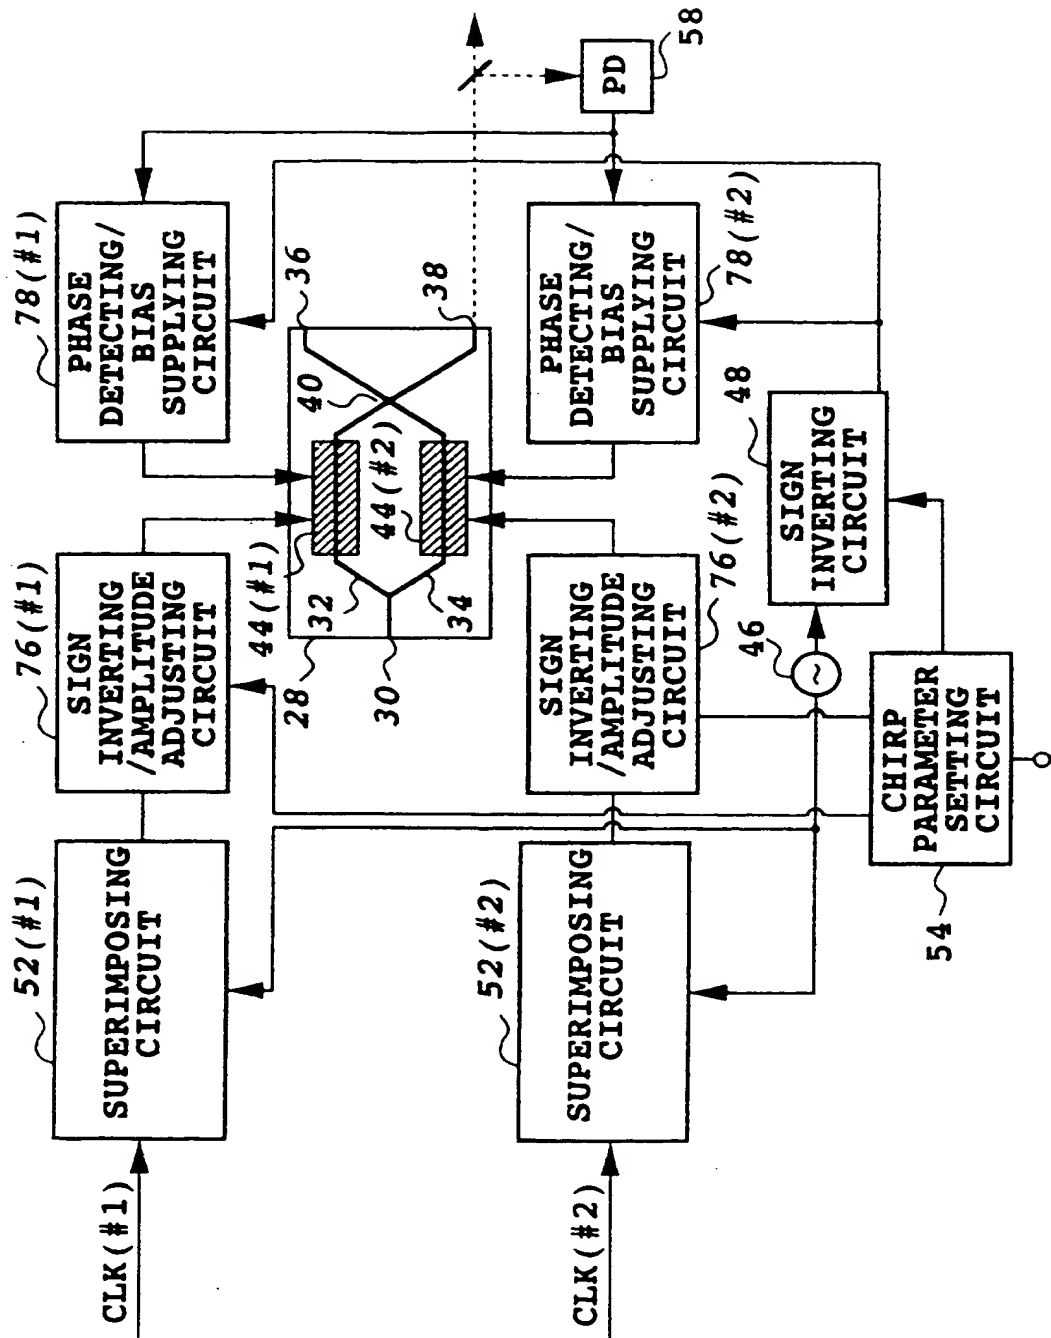 CLK(#1)
52(#1)
SUPERIMPOSING
CIRCUIT
76(#1)
SIGN
INVERTING
/AMPLITUDE
ADJUSTING
CIRCUIT
78(#1)
PHASE
DETECTING/
BIAS
SUPPLYING
CIRCUIT
28
44(#1)
32
30
34
44(#2)
40
36
38
PD
58
CLK(#2)
52(#2)
SUPERIMPOSING
CIRCUIT
SIGN
INVERTING
/AMPLITUDE
ADJUSTING
CIRCUIT
76(#2)
PHASE
DETECTING/
BIAS
SUPPLYING
CIRCUIT
78(#2)
46
48
SIGN
INVERTING
CIRCUIT
54
CHIRP
PARAMETER
SETTING
CIRCUIT